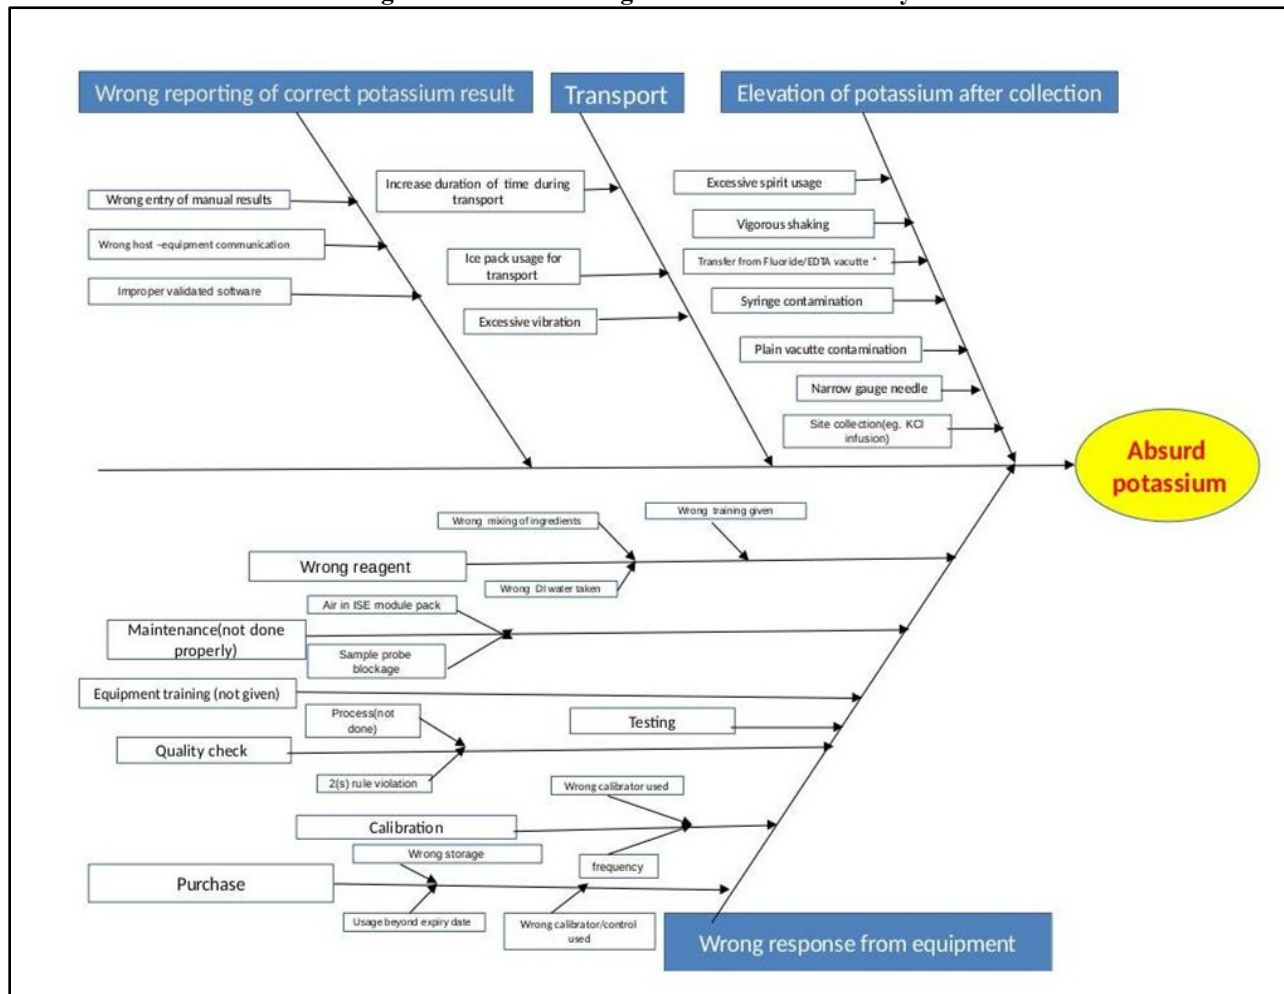 Wrong reporting of correct potassium result
Transport
Elevation of potassium after collection
Increase duration of time during
transport
Excessive spirit usage
Wrong entry of manual results
Vigorous shaking
Wrong host -equipment communication
Ice pack usage for
transport
Transfer from Fluoride/EDTA vacutte *
Improper validated software
Syringe contamination
Excessive vibration
Plain vacutte contamination
Narrow gauge needle
Site collection(eg. KCl
infusion)
Absurd
potassium
Wrong mixing of ingredients
Wrong training given
Wrong reagent
Wrong DI water taken
Air in ISE module pack
Maintenance(not done
properly)
Sample probe
blockage
Equipment training (not given)
Process(not
done)
Testing
Quality check
2(s) rule violation
Wrong calibrator used
Calibration
Wrong storage
frequency
Purchase
Usage beyond expiry date
Wrong calibrator/control
used
Wrong response from equipment